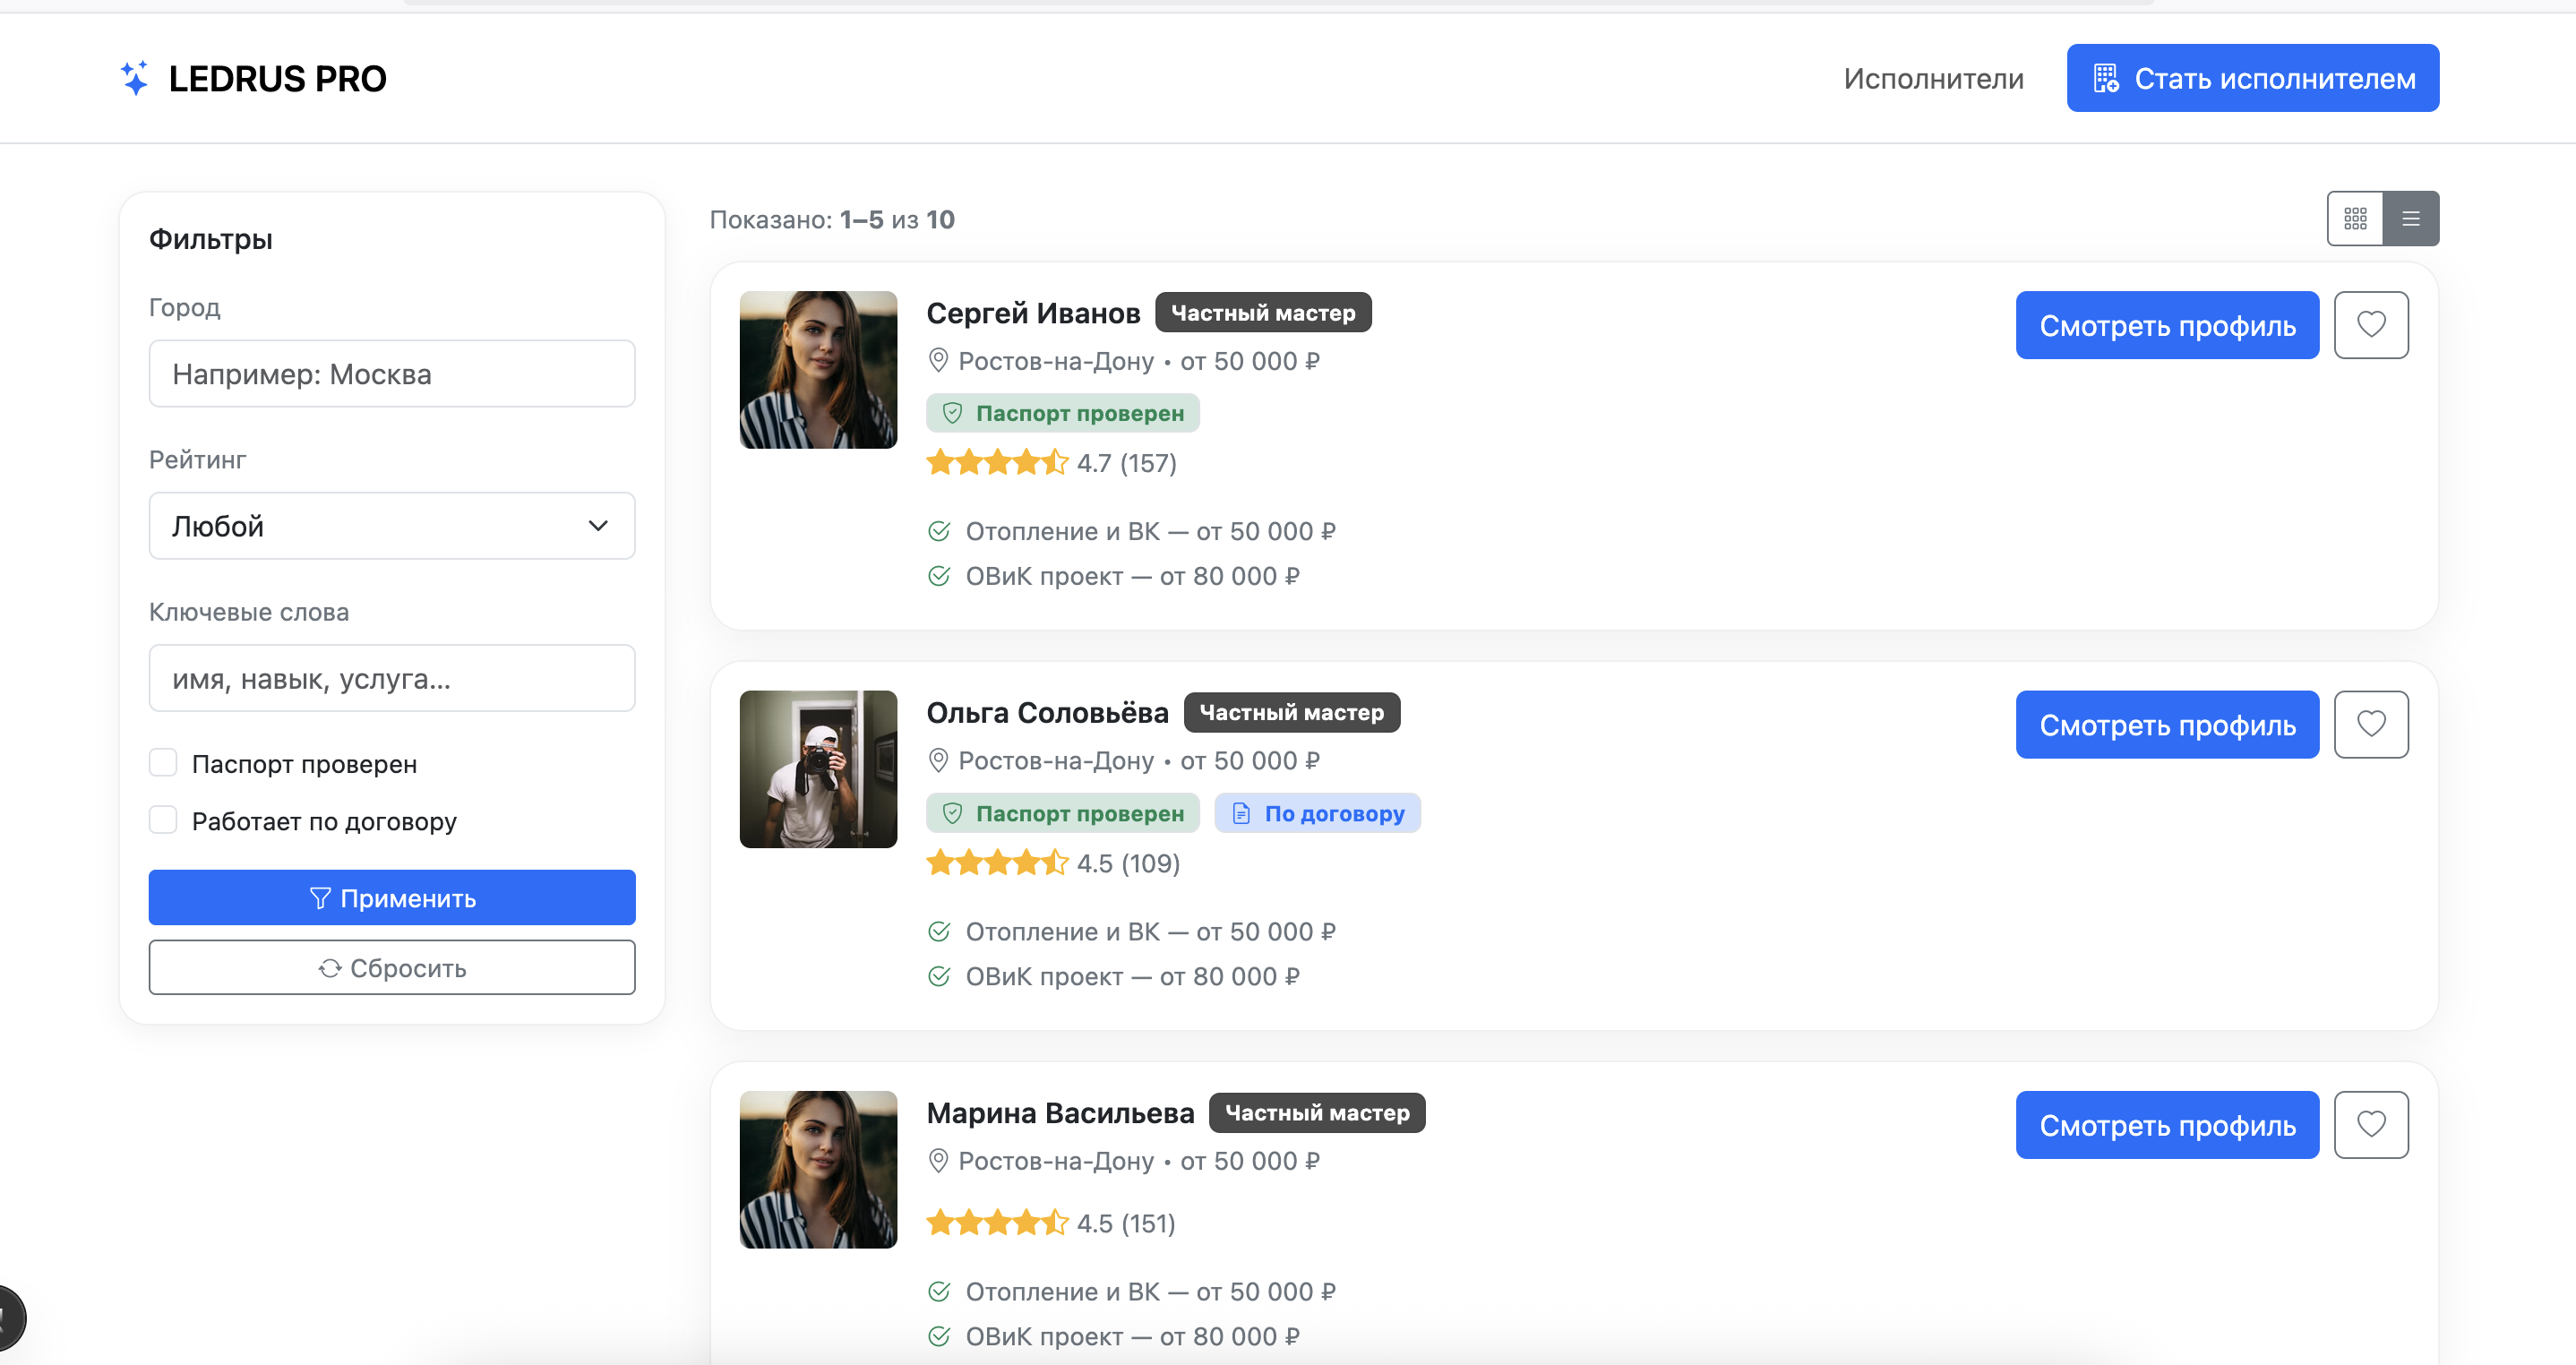 LEDRUS PRO
Исполнители
Стать исполнителем
Фильтры
Город
Например: Москва
Рейтинг
Любой
Ключевые слова
имя, навык, услуга...
Паспорт проверен
Работает по договору
Применить
Сбросить
Показано: 1–5 из 10
Сергей Иванов Частный мастер
Ростов-на-Дону • от 50 000 ₽
Паспорт проверен
4.7 (157)
Отопление и ВК — от 50 000 ₽
ОВиК проект — от 80 000 ₽
Смотреть профиль
Ольга Соловьёва Частный мастер
Ростов-на-Дону • от 50 000 ₽
Паспорт проверен По договору
4.5 (109)
Отопление и ВК — от 50 000 ₽
ОВиК проект — от 80 000 ₽
Смотреть профиль
Марина Васильева Частный мастер
Ростов-на-Дону • от 50 000 ₽
4.5 (151)
Отопление и ВК — от 50 000 ₽
ОВиК проект — от 80 000 ₽
Смотреть профиль